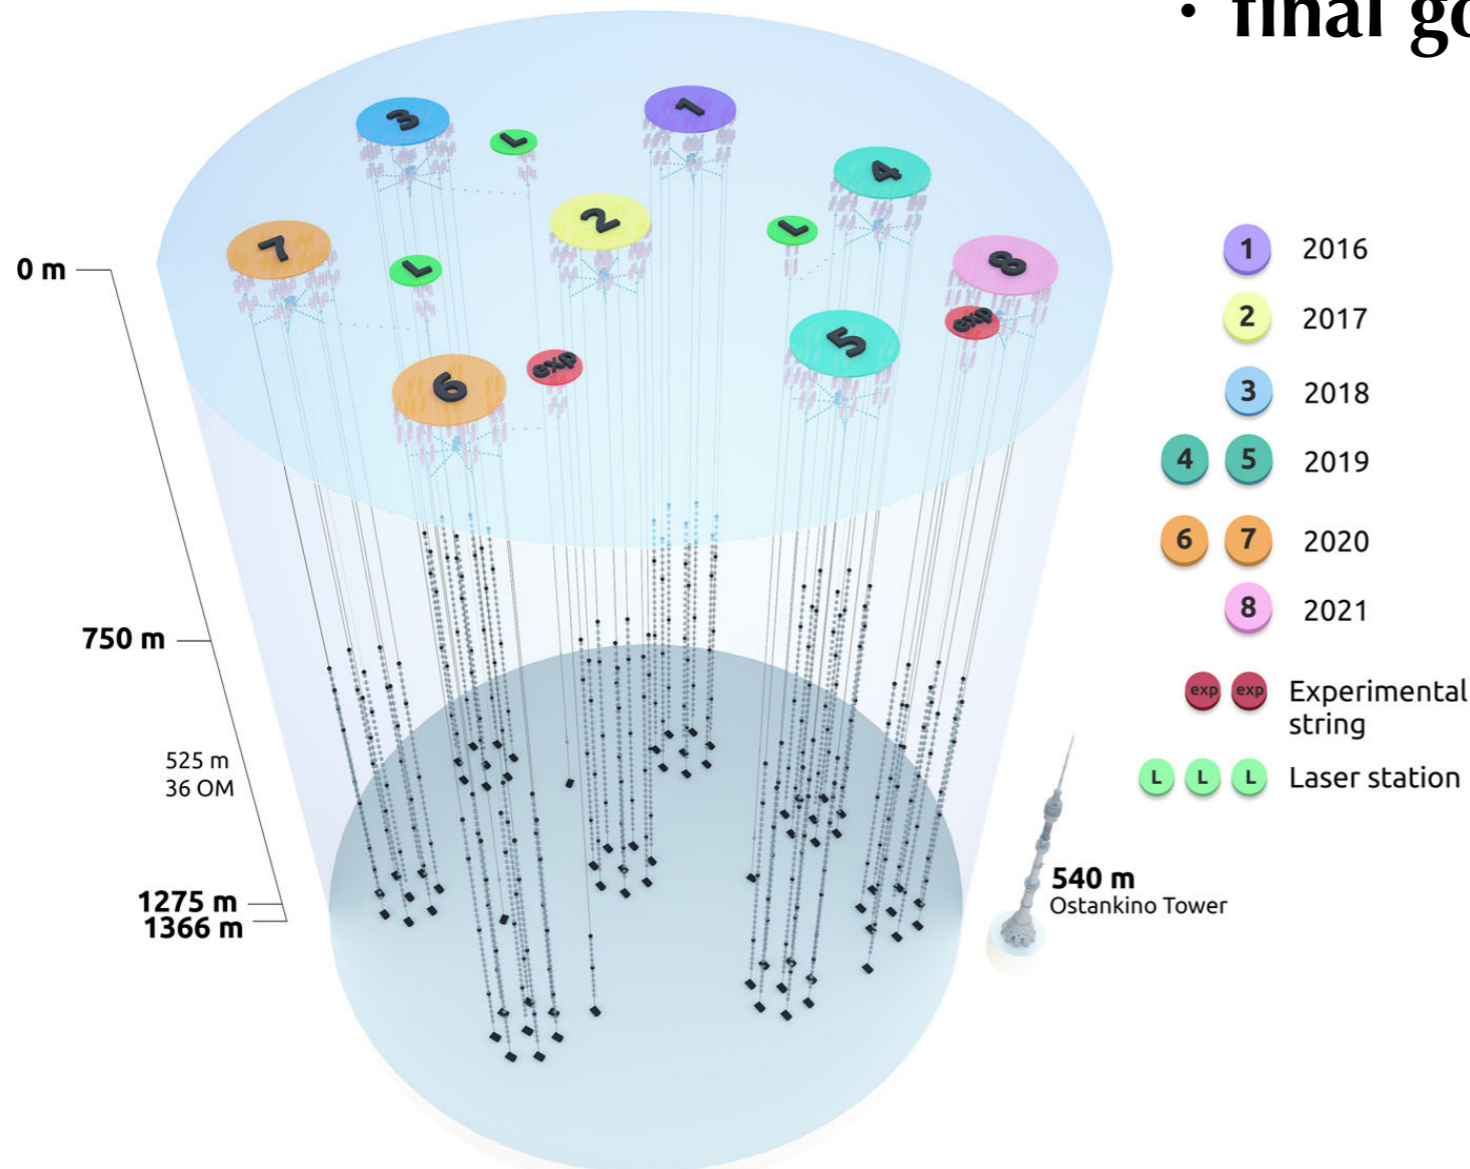 • final go
3
L
1
4
2
L
7
L
8
exp
5
exp
6
0 m
750 m
525 m
36 OM
1275 m
1366 m
1 2016
2 2017
3 2018
4 5 2019
6 7 2020
8 2021
exp exp Experimental
string
L L L Laser station
540 m
Ostankino Tower